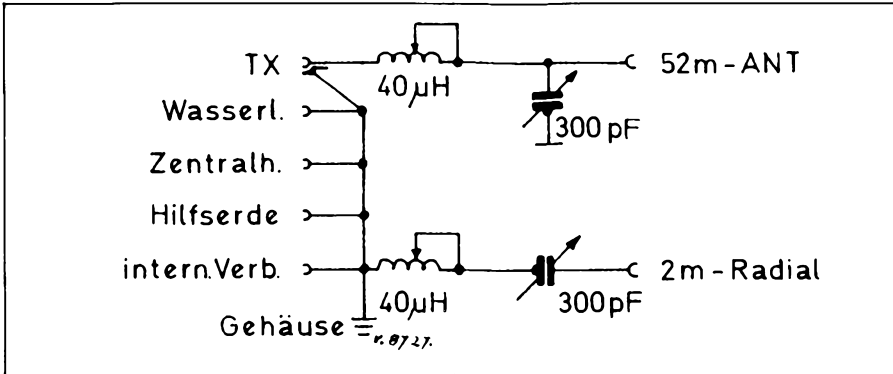 TX
40µH
52m-ANT
Wasserl.
300pF
Zentralh.
Hilfserde
intern.Verb.
40µH
2m-Radial
300pF
Gehäuse